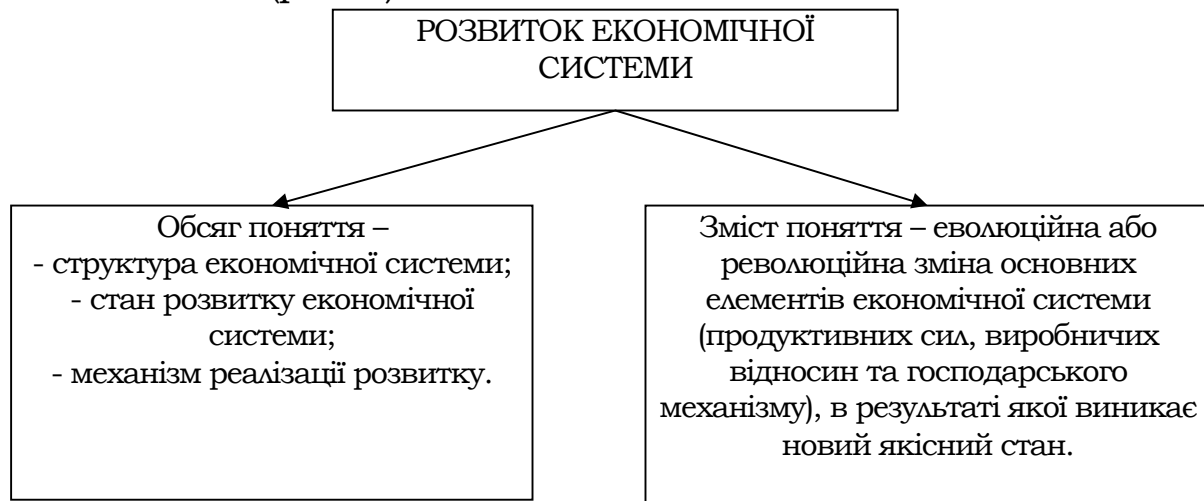 РОЗВИТОК ЕКОНОМІЧНОЇ
СИСТЕМИ
Обсяг поняття –
- структура економічної системи;
- стан розвитку економічної
системи;
- механізм реалізації розвитку.
Зміст поняття – еволюційна або
революційна зміна основних
елементів економічної системи
(продуктивних сил, виробничих
відносин та господарського
механізму), в результаті якої виникає
новий якісний стан.